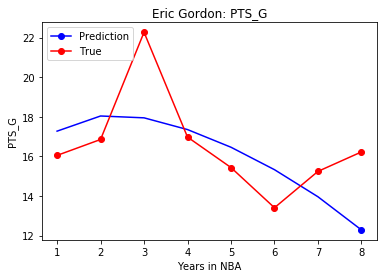 Eric Gordon: PTS_G
Prediction
True
PTS_G
22
20
18
16
14
12
1 2 3 4 5 6 7 8
Years in NBA